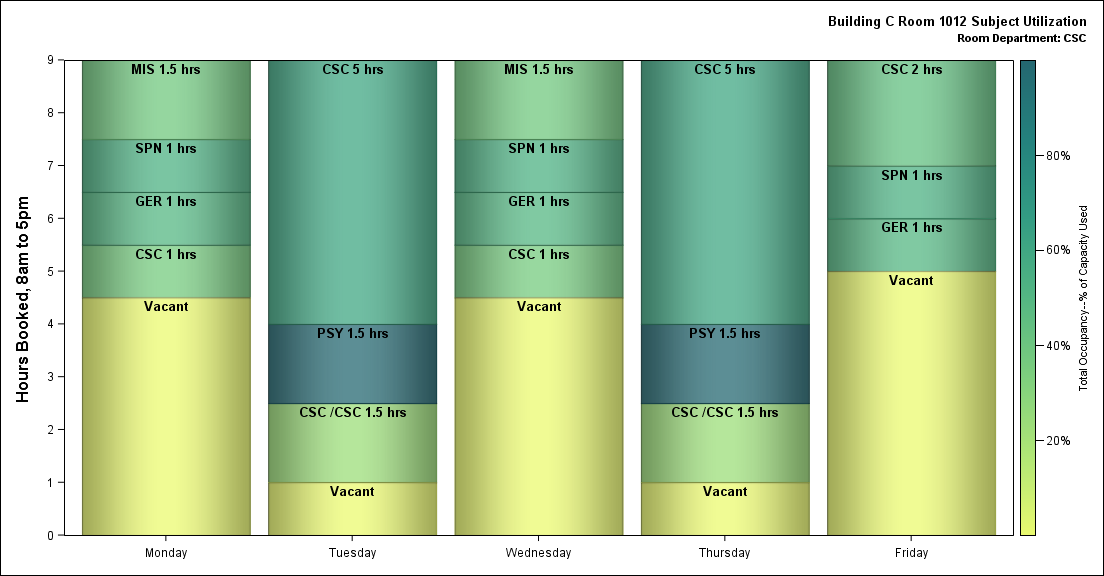 Building C Room 1012 Subject Utilization
Room Department: CSC
Hours Booked, 8am to 5pm
9
8
7
6
5
4
3
2
1
0
MIS 1.5 hrs
SPN 1 hrs
GER 1 hrs
CSC 1 hrs
Vacant
CSC 5 hrs
PSY 1.5 hrs
CSC /CSC 1.5 hrs
Vacant
MIS 1.5 hrs
SPN 1 hrs
GER 1 hrs
CSC 1 hrs
Vacant
CSC 5 hrs
PSY 1.5 hrs
CSC /CSC 1.5 hrs
Vacant
CSC 2 hrs
SPN 1 hrs
GER 1 hrs
Vacant
Monday
Tuesday
Wednesday
Thursday
Friday
80%
60%
40%
20%
Total Occupancy--% of Capacity Used